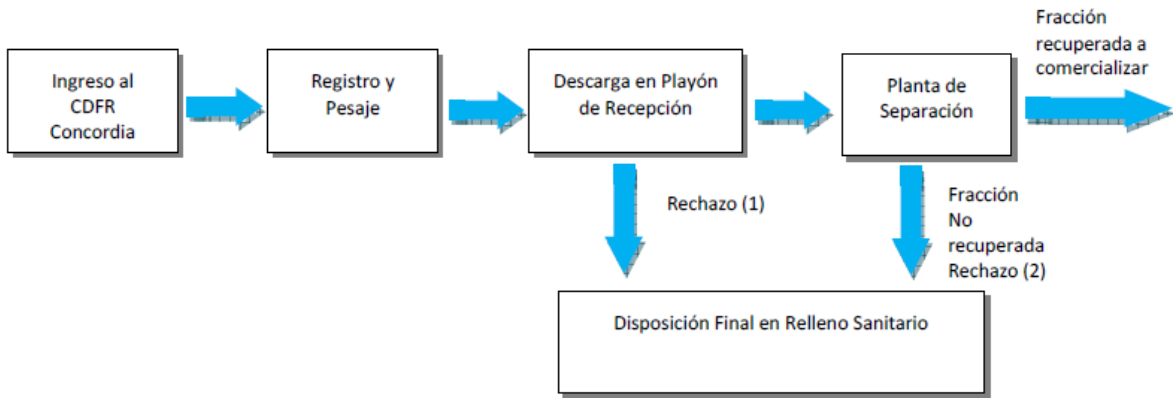 Ingreso al
CDFR
Concordia
Registro y
Pesaje
Descarga en Playón
de Recepción
Planta de
Separación
Fracción
recuperada a
comercializar
Rechazo (1)
Fracción
No
recuperada
Rechazo (2)
Disposición Final en Relleno Sanitario